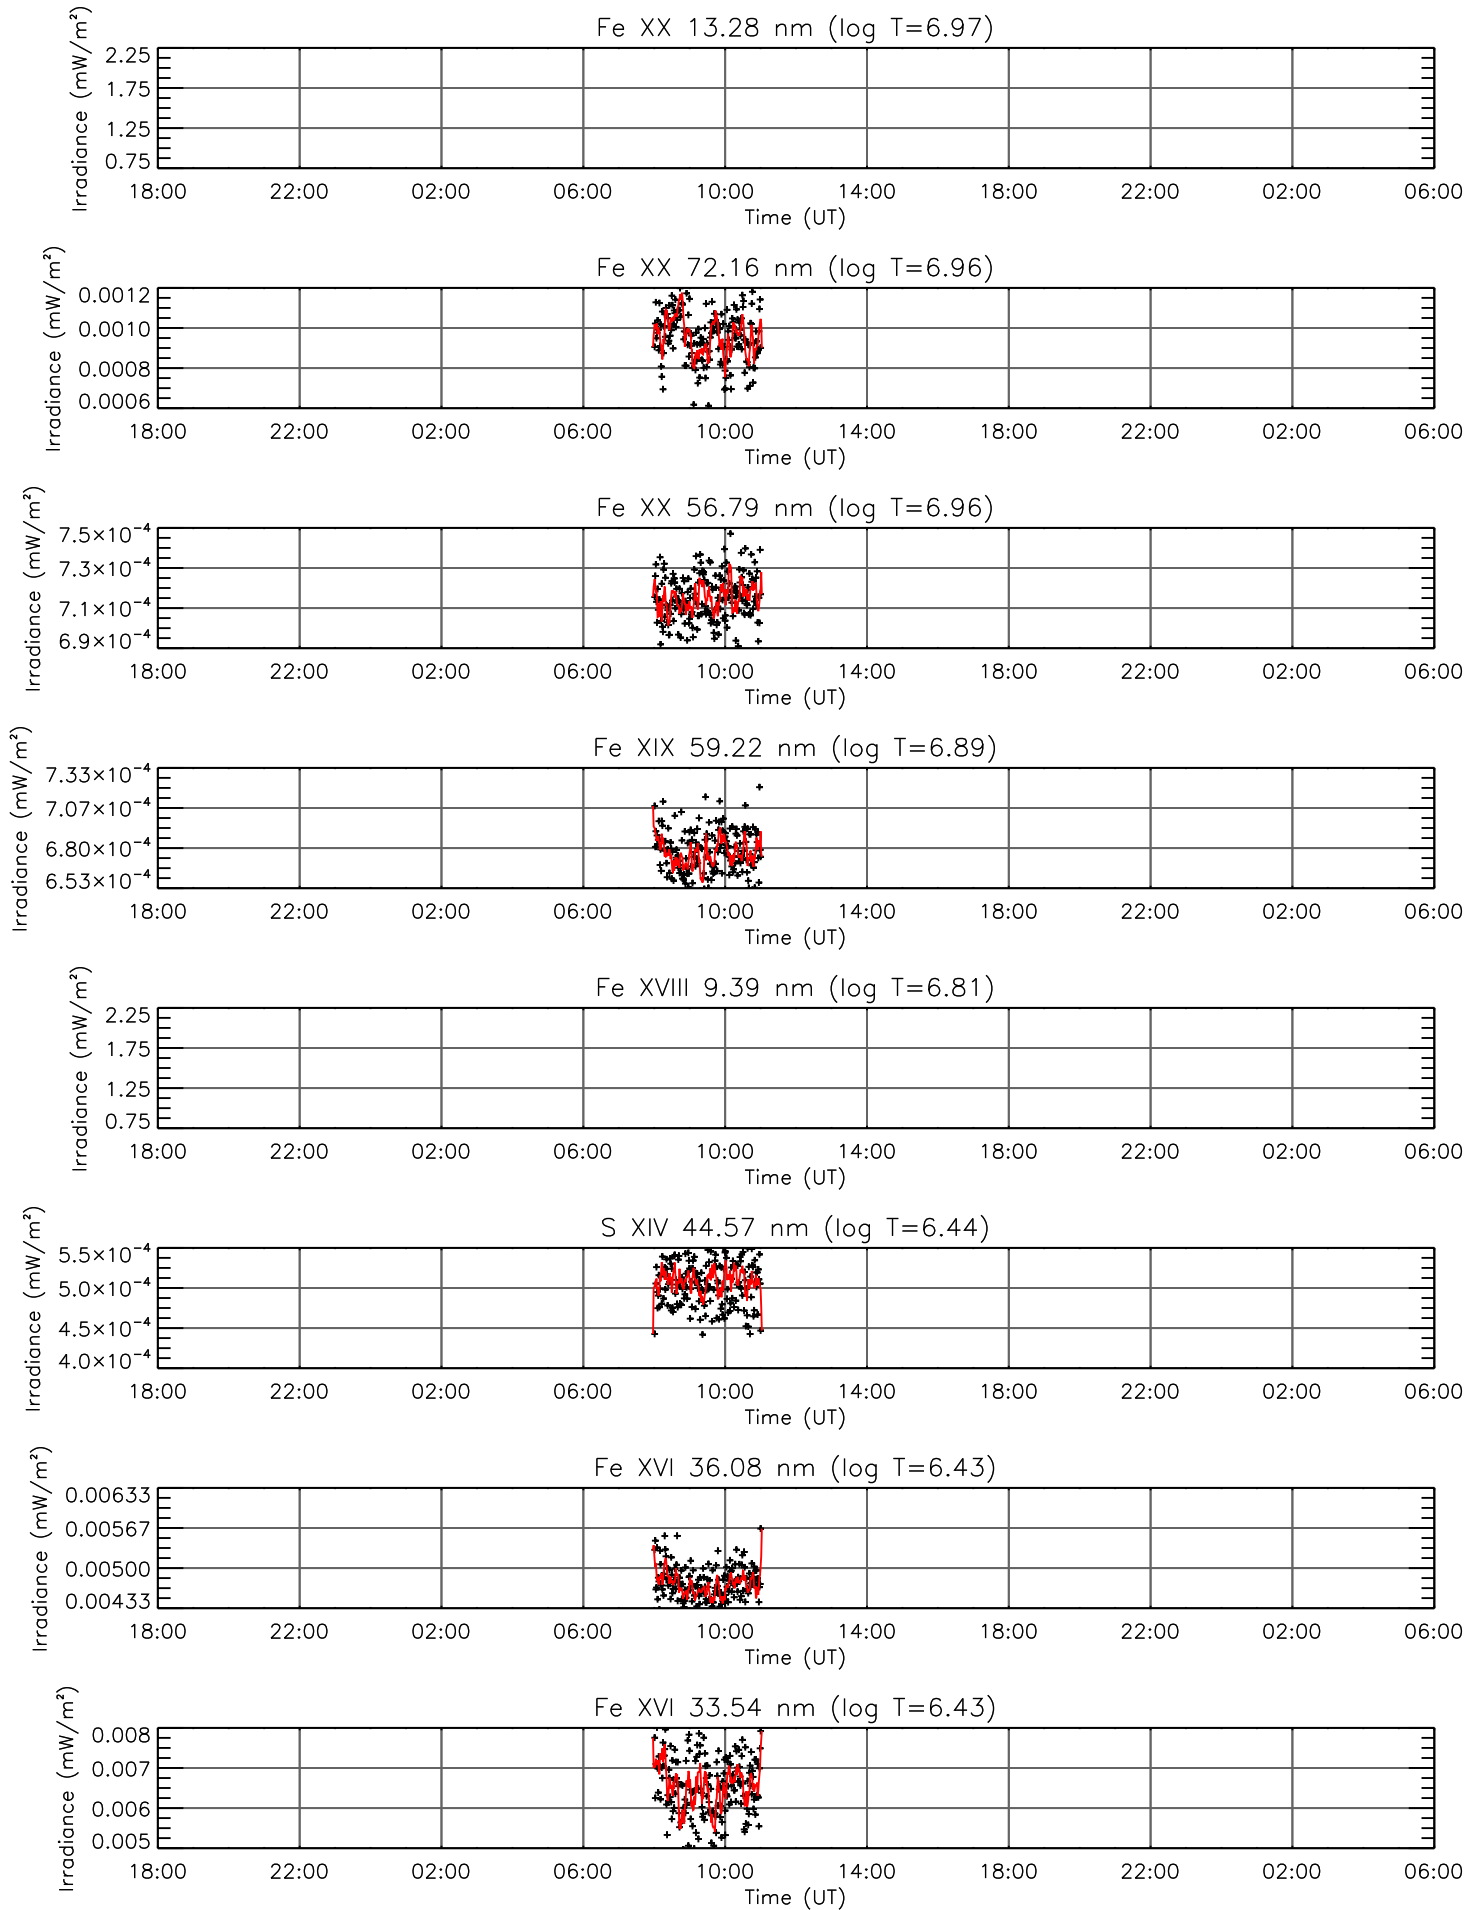 Fe XX 13.28 nm (log T=6.97)
Irradiance (mW/m²)
2.25
1.75
1.25
0.75
18:00 22:00 02:00 06:00 10:00 14:00 18:00 22:00 02:00 06:00
Time (UT)
Fe XX 72.16 nm (log T=6.96)
Irradiance (mW/m²)
0.0012
0.0010
0.0008
0.0006
18:00 22:00 02:00 06:00 10:00 14:00 18:00 22:00 02:00 06:00
Time (UT)
Fe XX 56.79 nm (log T=6.96)
Irradiance (mW/m²)
7.5×10⁻⁴
7.3×10⁻⁴
7.1×10⁻⁴
6.9×10⁻⁴
18:00 22:00 02:00 06:00 10:00 14:00 18:00 22:00 02:00 06:00
Time (UT)
Fe XIX 59.22 nm (log T=6.89)
Irradiance (mW/m²)
7.33×10⁻⁴
7.07×10⁻⁴
6.80×10⁻⁴
6.53×10⁻⁴
18:00 22:00 02:00 06:00 10:00 14:00 18:00 22:00 02:00 06:00
Time (UT)
Fe XVIII 9.39 nm (log T=6.81)
Irradiance (mW/m²)
2.25
1.75
1.25
0.75
18:00 22:00 02:00 06:00 10:00 14:00 18:00 22:00 02:00 06:00
Time (UT)
S XIV 44.57 nm (log T=6.44)
Irradiance (mW/m²)
5.5×10⁻⁴
5.0×10⁻⁴
4.5×10⁻⁴
4.0×10⁻⁴
18:00 22:00 02:00 06:00 10:00 14:00 18:00 22:00 02:00 06:00
Time (UT)
Fe XVI 36.08 nm (log T=6.43)
Irradiance (mW/m²)
0.00633
0.00567
0.00500
0.00433
18:00 22:00 02:00 06:00 10:00 14:00 18:00 22:00 02:00 06:00
Time (UT)
Fe XVI 33.54 nm (log T=6.43)
Irradiance (mW/m²)
0.008
0.007
0.006
0.005
18:00 22:00 02:00 06:00 10:00 14:00 18:00 22:00 02:00 06:00
Time (UT)